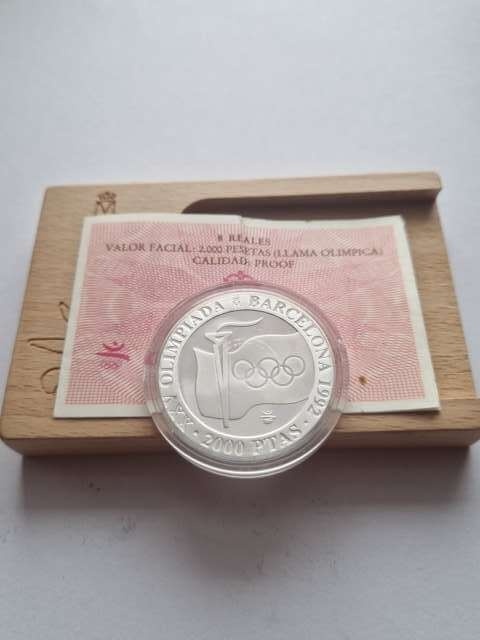 M
8 REALES
VALOR FACIAL: 2.000 PESETAS (LLAMA OLIMPICA)
CALIDAD: PROOF
XXV OLIMPIADA BARCELONA 1992
2000 PTAS